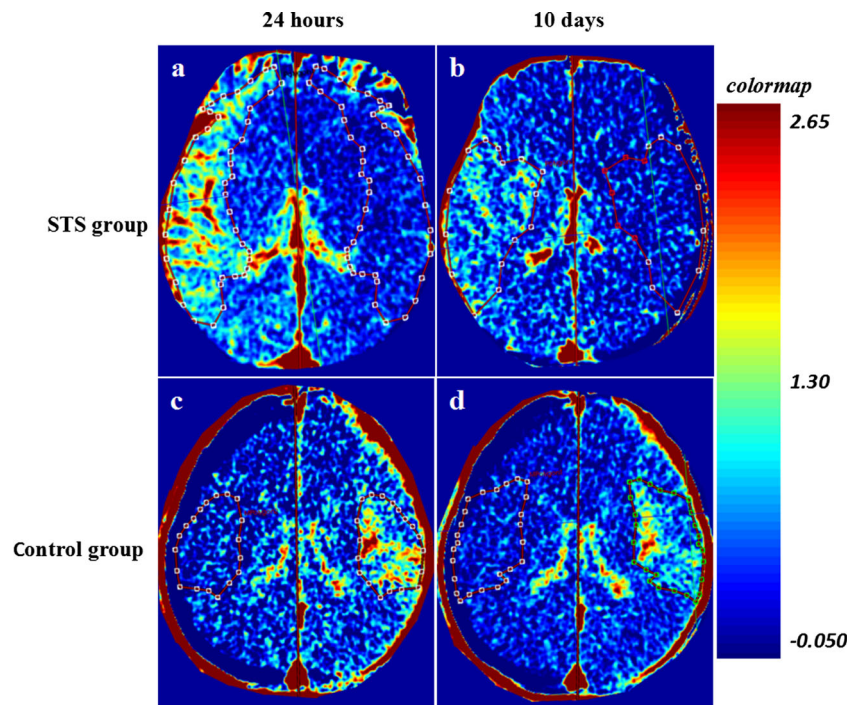 24 hours
10 days
a
b
colormap
2.65
STS group
1.30
c
d
Control group
-0.050